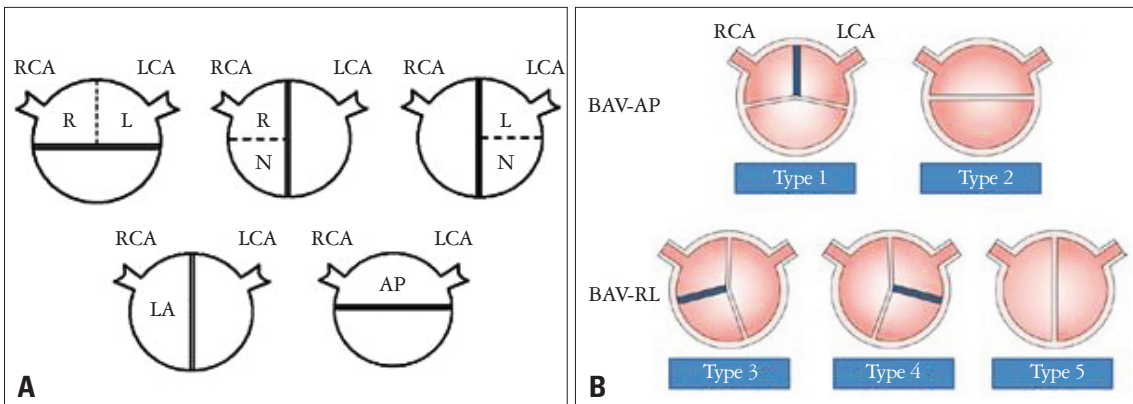 RCA LCA RCA LCA RCA LCA
R L R N L N
RCA LCA RCA LCA
LA AP
A
RCA LCA
BAV-AP
Type 1 Type 2
BAV-RL
Type 3 Type 4 Type 5
B